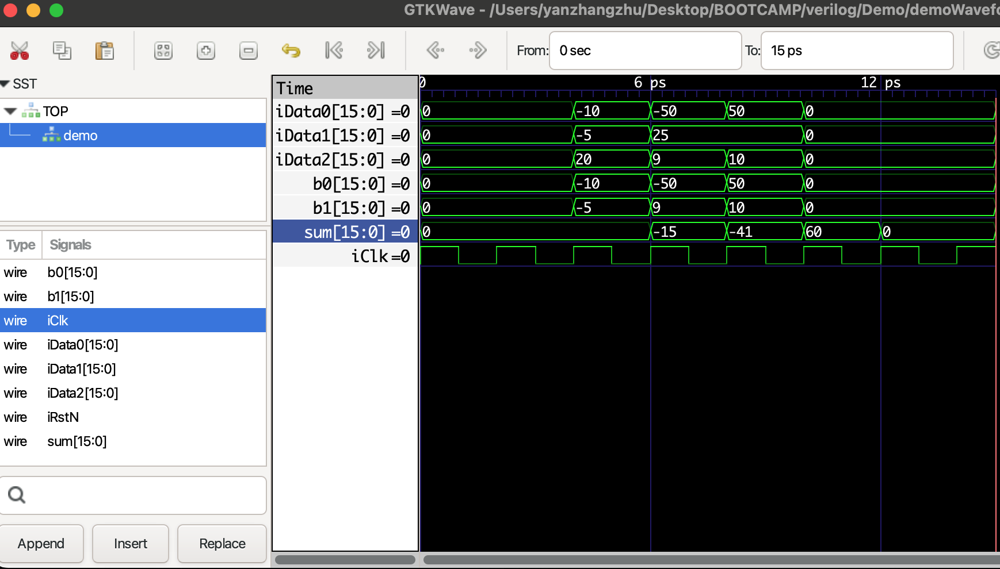 GTKWave - /Users/yanzhangzhu/Desktop/BOOTCAMP/verilog/Demo/demoWavefo
From: 0 sec To: 15 ps
SST
TOP
demo
Type Signals
wire b0[15:0]
wire b1[15:0]
wire iClk
wire iData0[15:0]
wire iData1[15:0]
wire iData2[15:0]
wire iRstN
wire sum[15:0]
Append Insert Replace
Time 0 6 ps 12 ps
iData0[15:0] =0 0 -10 -50 50 0
iData1[15:0] =0 0 -5 25 0
iData2[15:0] =0 0 20 9 10 0
b0[15:0] =0 0 -10 -50 50 0
b1[15:0] =0 0 -5 9 10 0
sum[15:0] =0 0 -15 -41 60 0
iClk=0